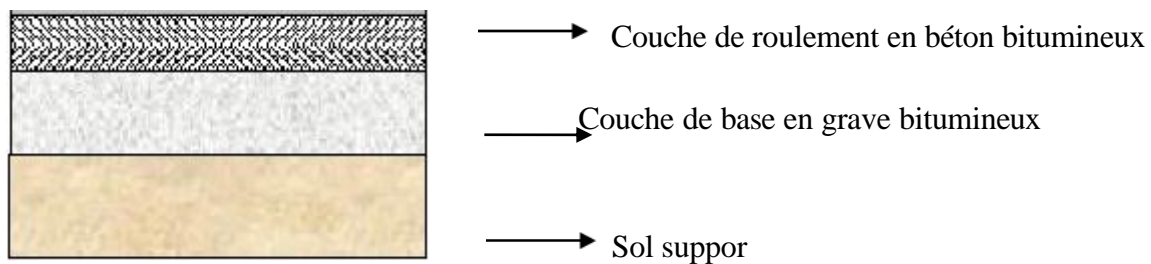 Couche de roulement en béton bitumineux
Couche de base en grave bitumineux
Sol suppor